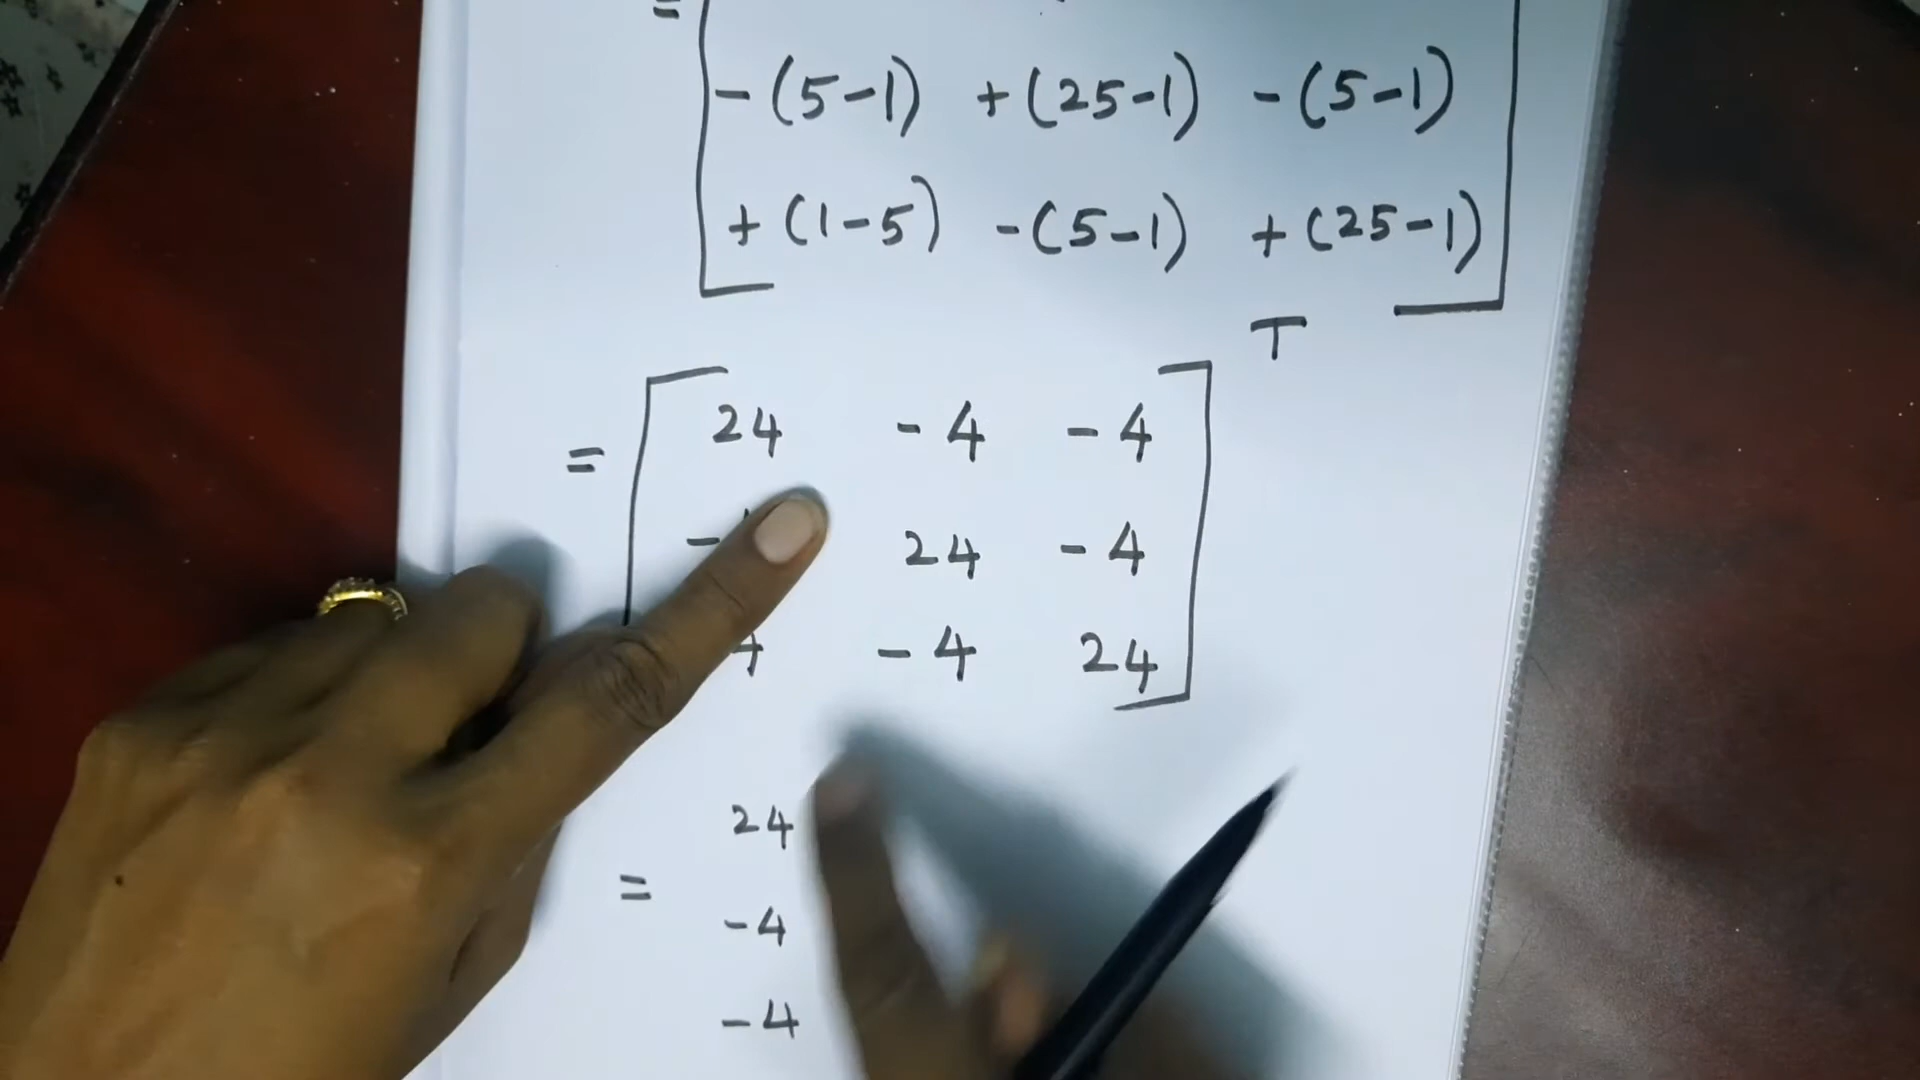 =
-(5-1) +(25-1) -(5-1)
+(1-5) -(5-1) +(25-1)
T
= 24 -4 -4
- 24 -4
4 -4 24
24
=
-4
-4